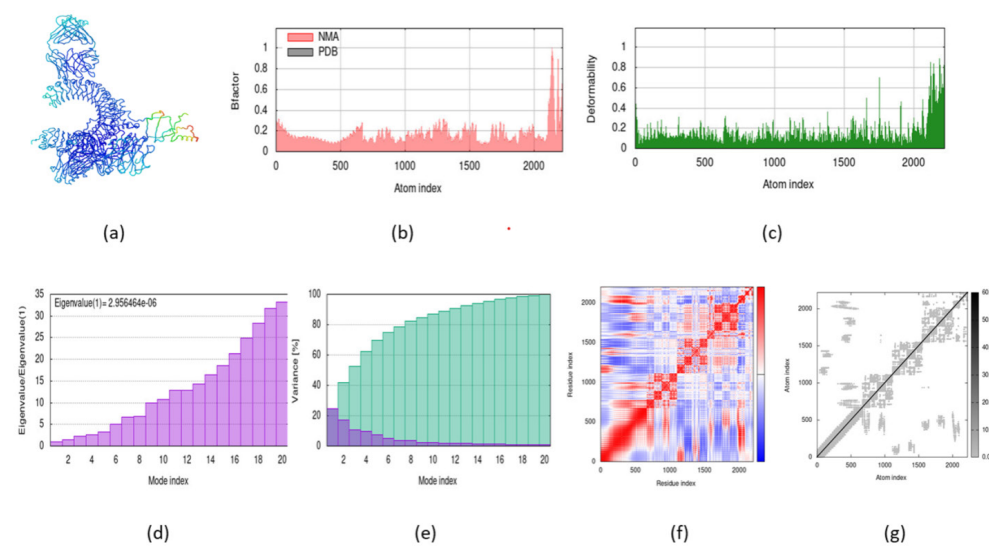 NMA
PDB
Bfactor
1
0.8
0.6
0.4
0.2
0
0 500 1000 1500 2000
Atom index
Deformability
1
0.8
0.6
0.4
0.2
0
0 500 1000 1500 2000
Atom index
(a)
(b)
(c)
Eigenvalue(1)= 2.956464e-06
Eigenvalue/Eigenvalue(1)
35
30
25
20
15
10
5
0
2 4 6 8 10 12 14 16 18 20
Mode index
Variance [%]
100
80
60
40
20
0
2 4 6 8 10 12 14 16 18 20
Mode index
Residue index
2000
1500
1000
500
0
0 500 1000 1500 2000
Residue index
Atom index
2000
1500
1000
500
0
0 500 1000 1500 2000
Atom index
60
50
40
30
20
10
0.0
(d)
(e)
(f)
(g)